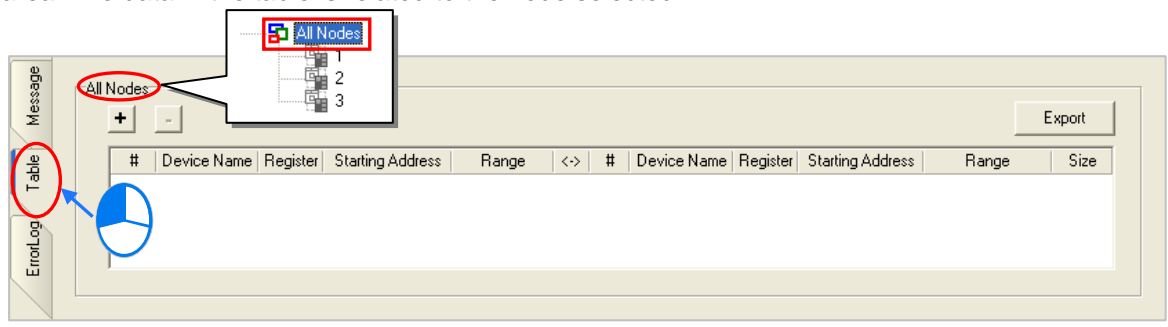 All Nodes
1
2
3
Message
Table
ErrorLog
All Nodes
+ -
Export
# Device Name Register Starting Address Range <-> # Device Name Register Starting Address Range Size